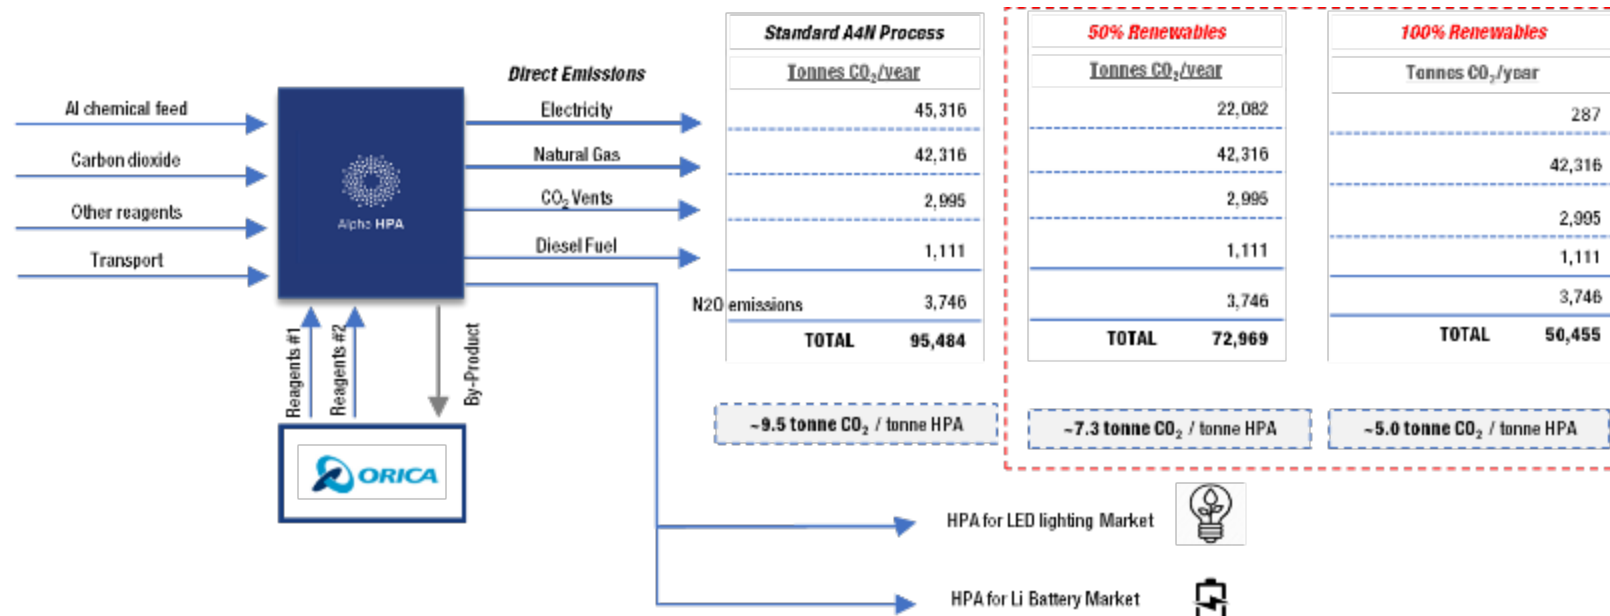 Al chemical feed
Carbon dioxide
Other reagents
Transport
Alpha HPA
Reagents #1
Reagents #2
By-Product
ORICA
Direct Emissions
Electricity
Natural Gas
CO₂ Vents
Diesel Fuel
N2O emissions
Standard A4N Process
Tonnes CO₂/year
45,316
42,316
2,995
1,111
3,746
TOTAL 95,484
~9.5 tonne CO₂ / tonne HPA
50% Renewables
Tonnes CO₂/year
22,082
42,316
2,995
1,111
3,746
TOTAL 72,969
~7.3 tonne CO₂ / tonne HPA
100% Renewables
Tonnes CO₂/year
287
42,316
2,995
1,111
3,746
TOTAL 50,455
~5.0 tonne CO₂ / tonne HPA
HPA for LED lighting Market
HPA for Li Battery Market